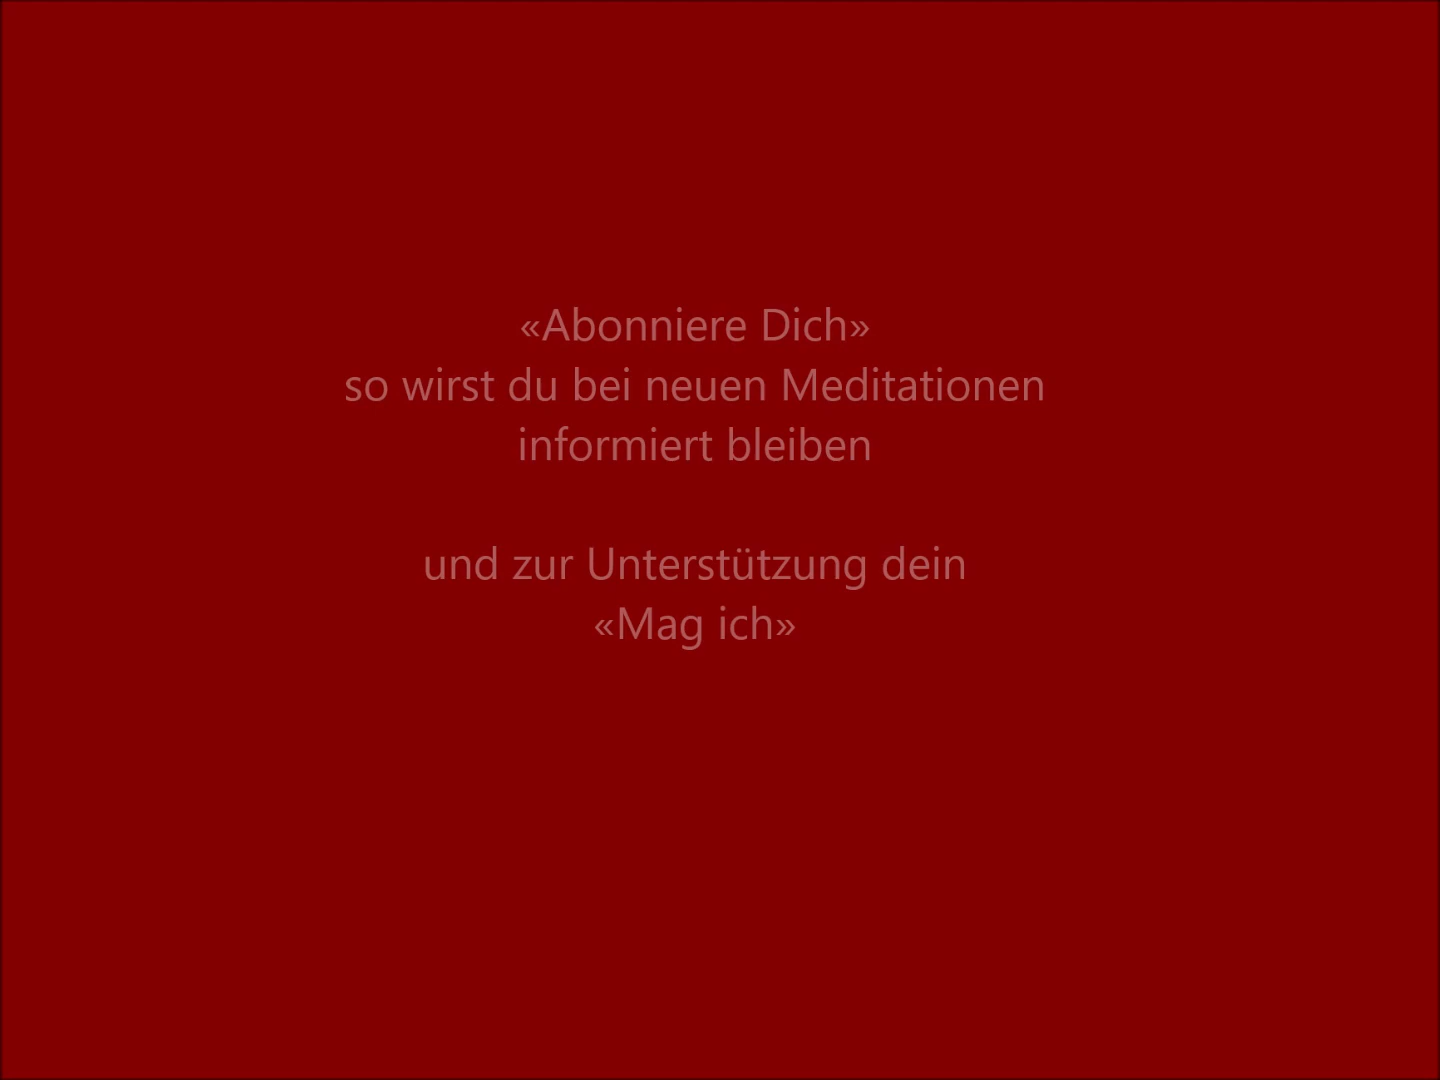 «Abonniere Dich»
so wirst du bei neuen Meditationen
informiert bleiben
und zur Unterstützung dein
«Mag ich»